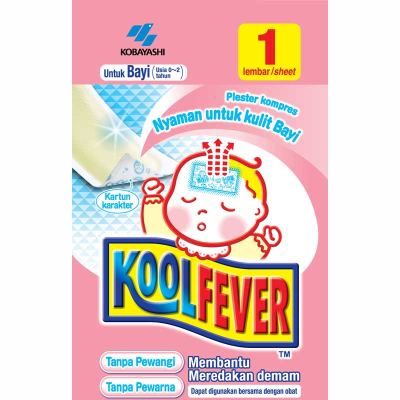 KOBAYASHI
Untuk Bayi (Usia 0~2 tahun)
1
lembar/sheet
Plester kompres
Nyaman untuk kulit Bayi
Kartun
karakter
KOOLFEVER
TM
Tanpa Pewangi
Tanpa Pewarna
Membantu
Meredakan demam
Dapat digunakan bersama dengan obat